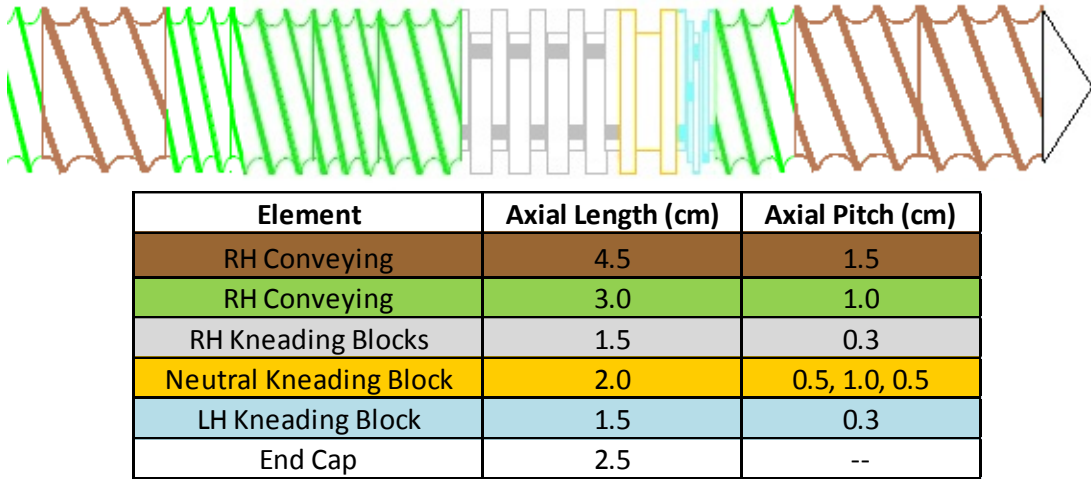 Element Axial Length (cm) Axial Pitch (cm)
RH Conveying 4.5 1.5
RH Conveying 3.0 1.0
RH Kneading Blocks 1.5 0.3
Neutral Kneading Block 2.0 0.5, 1.0, 0.5
LH Kneading Block 1.5 0.3
End Cap 2.5 --